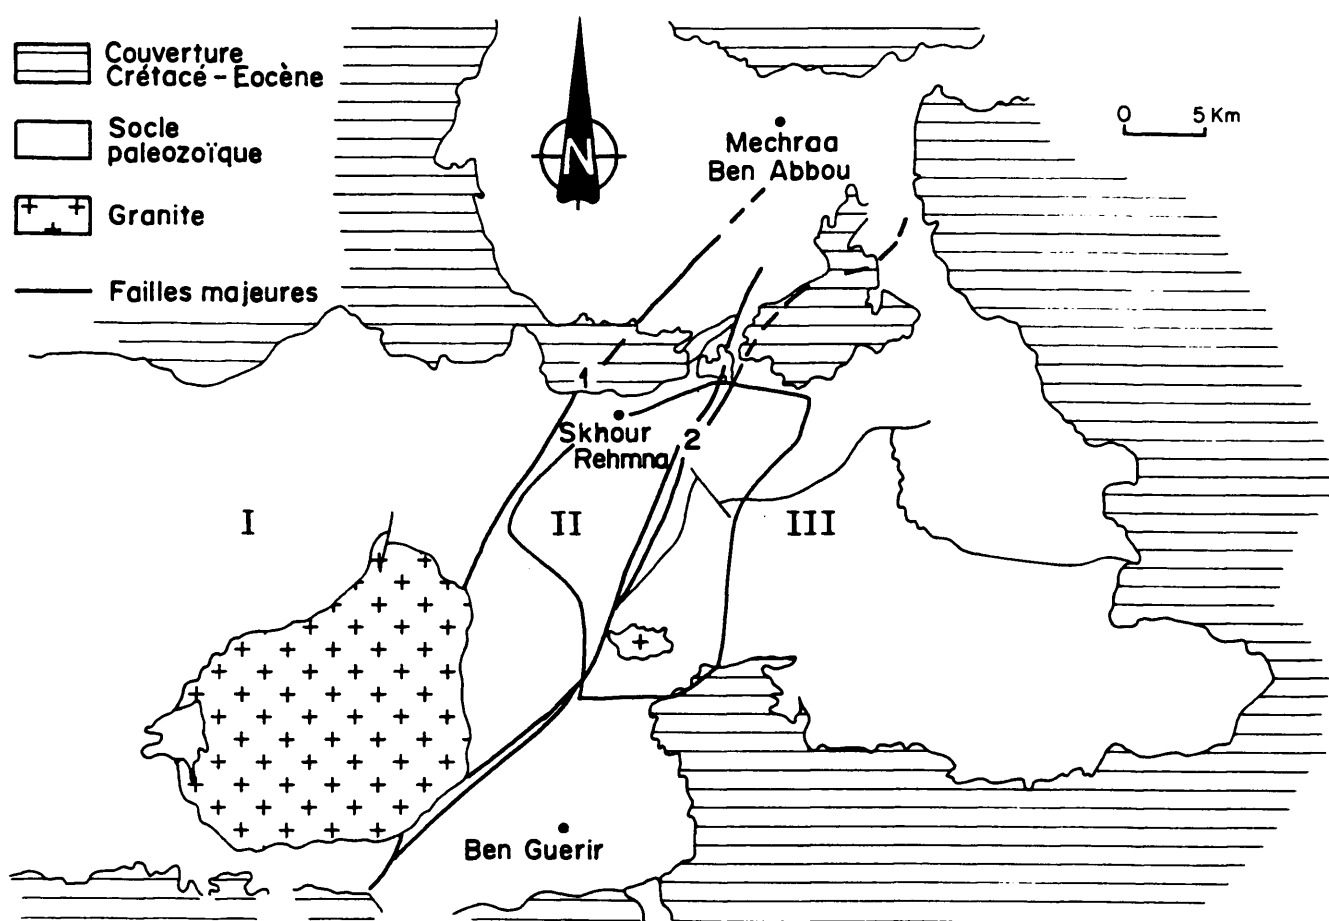 Couverture
Crétacé - Eocène
Socle
paleozoïque
Granite
Failles majeures
N
0 5 Km
Mechraa
Ben Abbou
1
Skhour
Rehmna
2
I
II
III
Ben Guerir